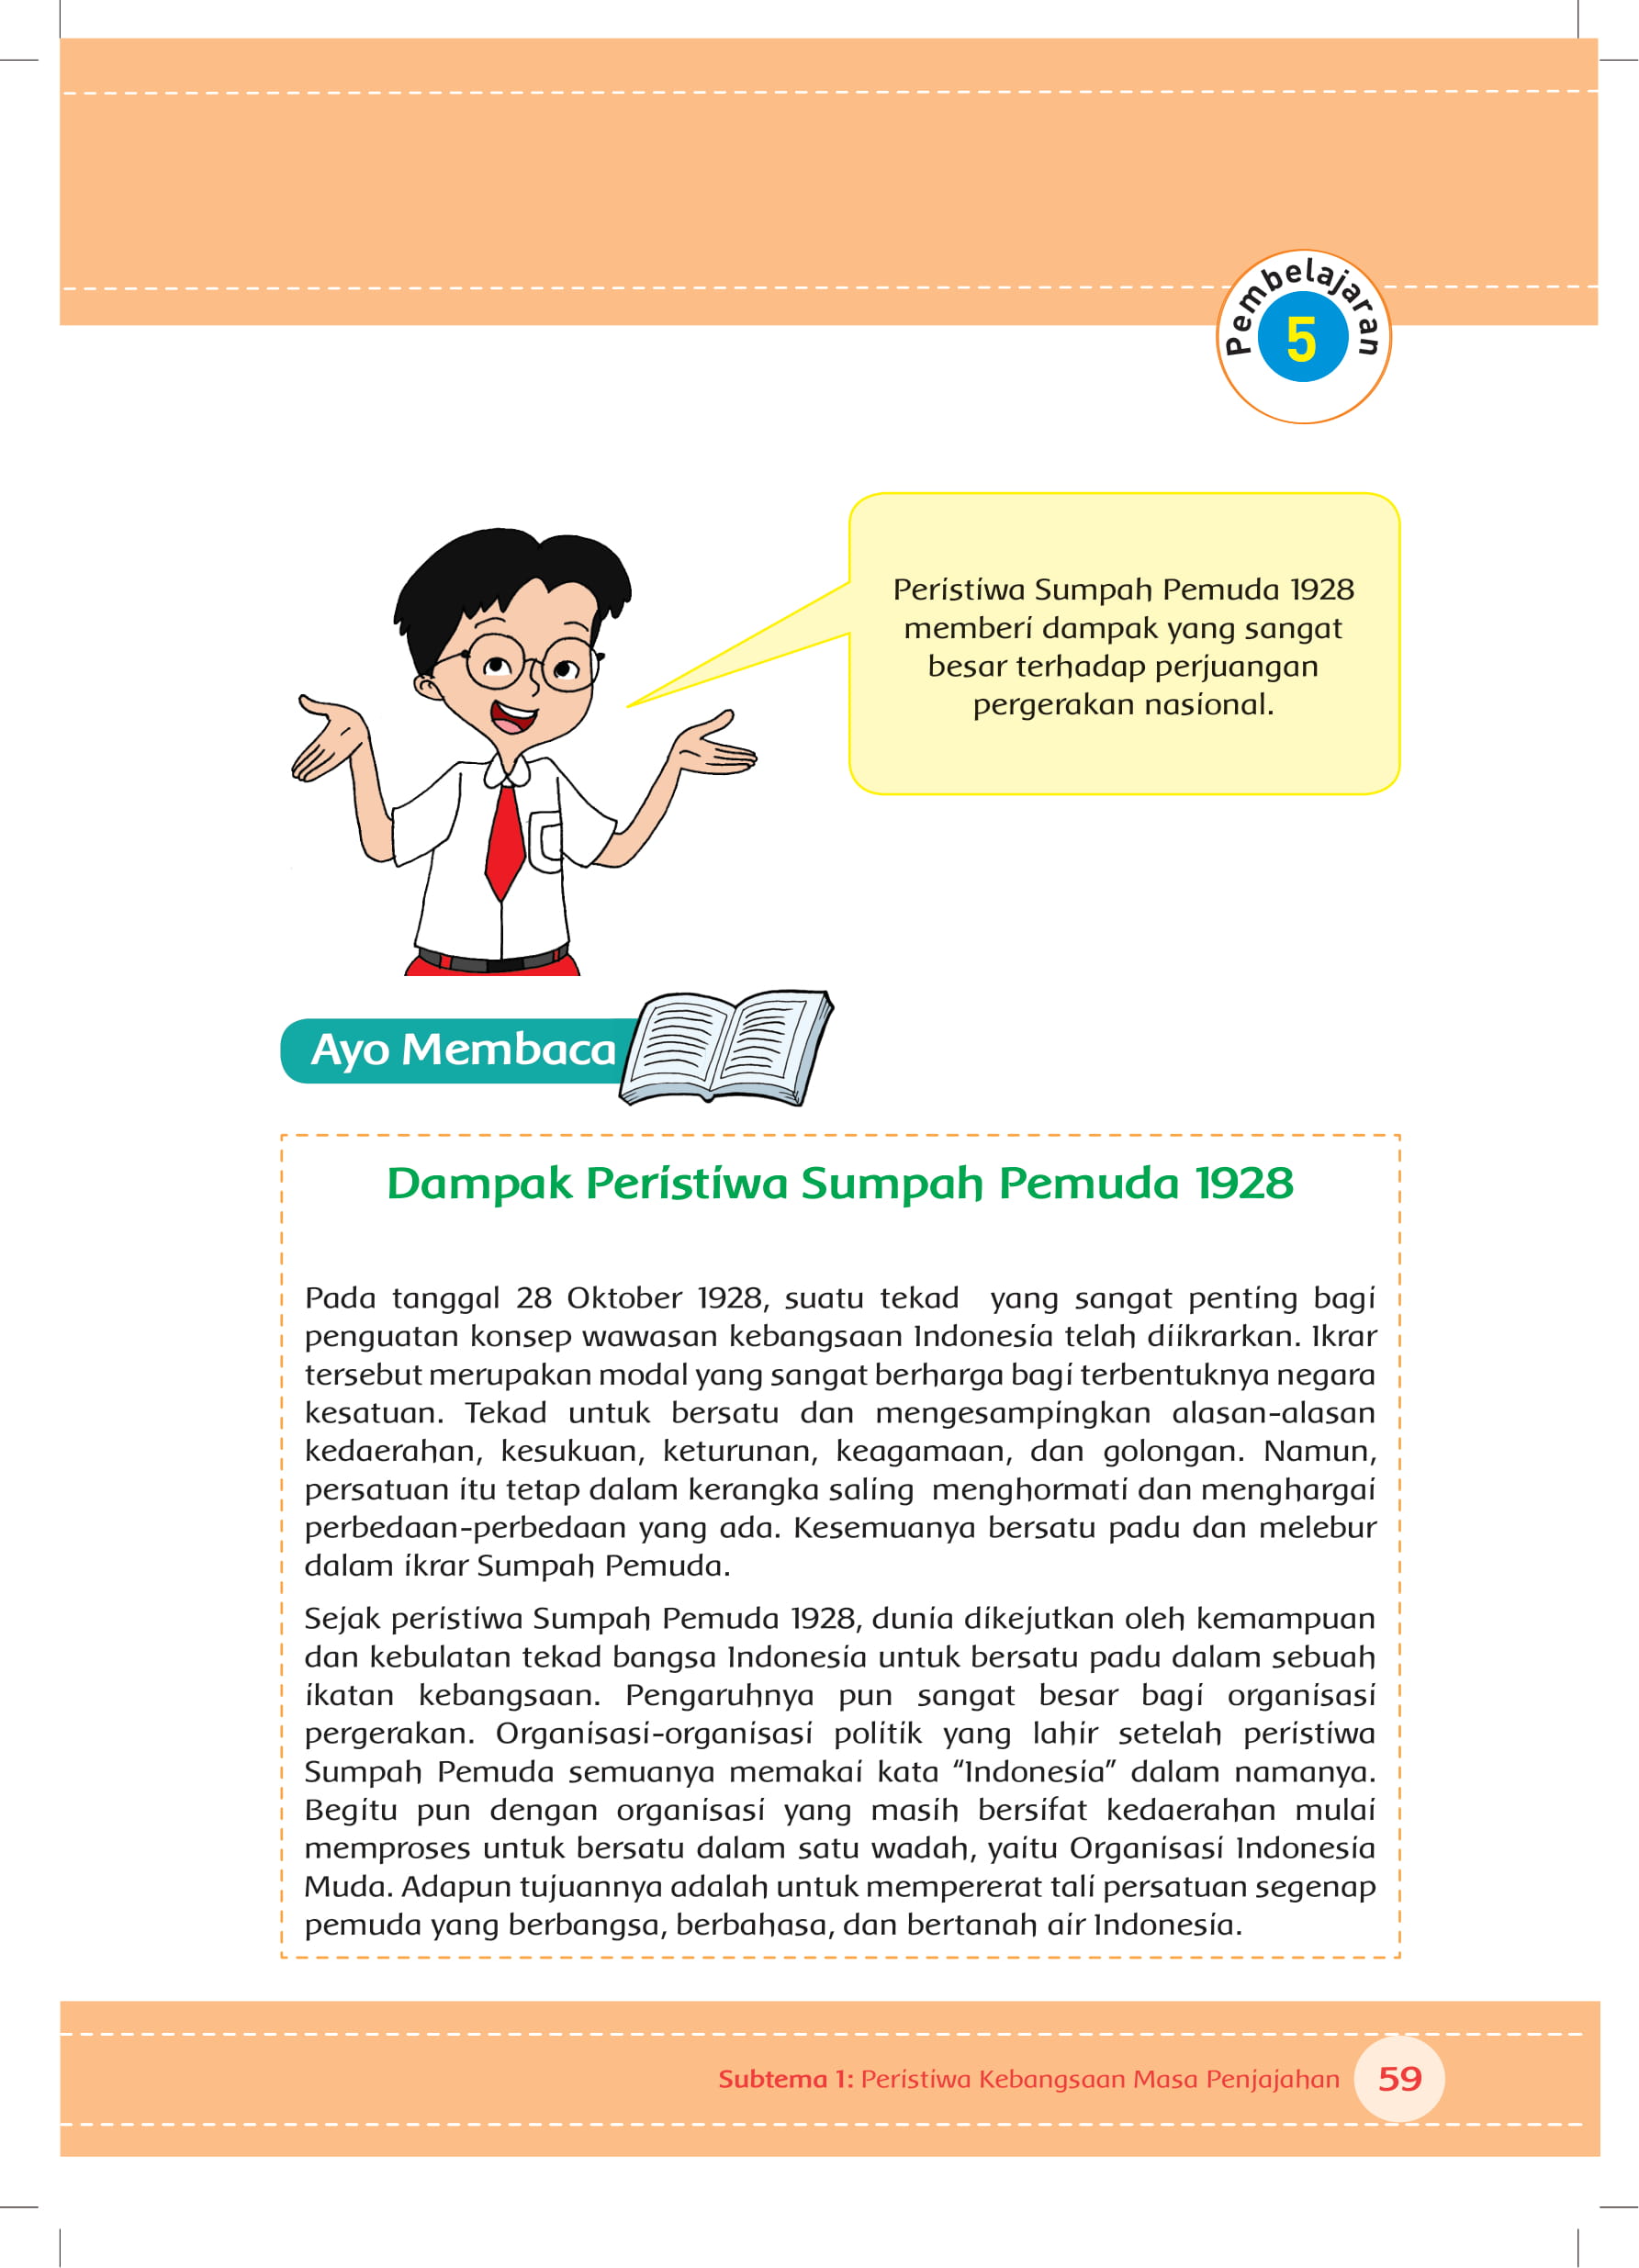 Pembelajaran
5
Peristiwa Sumpah Pemuda 1928
memberi dampak yang sangat
besar terhadap perjuangan
pergerakan nasional.
Ayo Membaca
Dampak Peristiwa Sumpah Pemuda 1928
Pada tanggal 28 Oktober 1928, suatu tekad yang sangat penting bagi
penguatan konsep wawasan kebangsaan Indonesia telah diikrarkan. Ikrar
tersebut merupakan modal yang sangat berharga bagi terbentuknya negara
kesatuan. Tekad untuk bersatu dan mengesampingkan alasan-alasan
kedaerahan, kesukuan, keturunan, keagamaan, dan golongan. Namun,
persatuan itu tetap dalam kerangka saling menghormati dan menghargai
perbedaan-perbedaan yang ada. Kesemuanya bersatu padu dan melebur
dalam ikrar Sumpah Pemuda.
Sejak peristiwa Sumpah Pemuda 1928, dunia dikejutkan oleh kemampuan
dan kebulatan tekad bangsa Indonesia untuk bersatu padu dalam sebuah
ikatan kebangsaan. Pengaruhnya pun sangat besar bagi organisasi
pergerakan. Organisasi-organisasi politik yang lahir setelah peristiwa
Sumpah Pemuda semuanya memakai kata “Indonesia” dalam namanya.
Begitu pun dengan organisasi yang masih bersifat kedaerahan mulai
memproses untuk bersatu dalam satu wadah, yaitu Organisasi Indonesia
Muda. Adapun tujuannya adalah untuk mempererat tali persatuan segenap
pemuda yang berbangsa, berbahasa, dan bertanah air Indonesia.
Subtema 1: Peristiwa Kebangsaan Masa Penjajahan 59